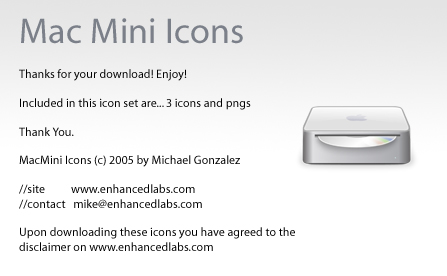 Mac Mini Icons
Thanks for your download! Enjoy!
Included in this icon set are... 3 icons and pngs
Thank You.
MacMini Icons (c) 2005 by Michael Gonzalez
//site www.enhancedlabs.com
//contact mike@enhancedlabs.com
Upon downloading these icons you have agreed to the
disclaimer on www.enhancedlabs.com